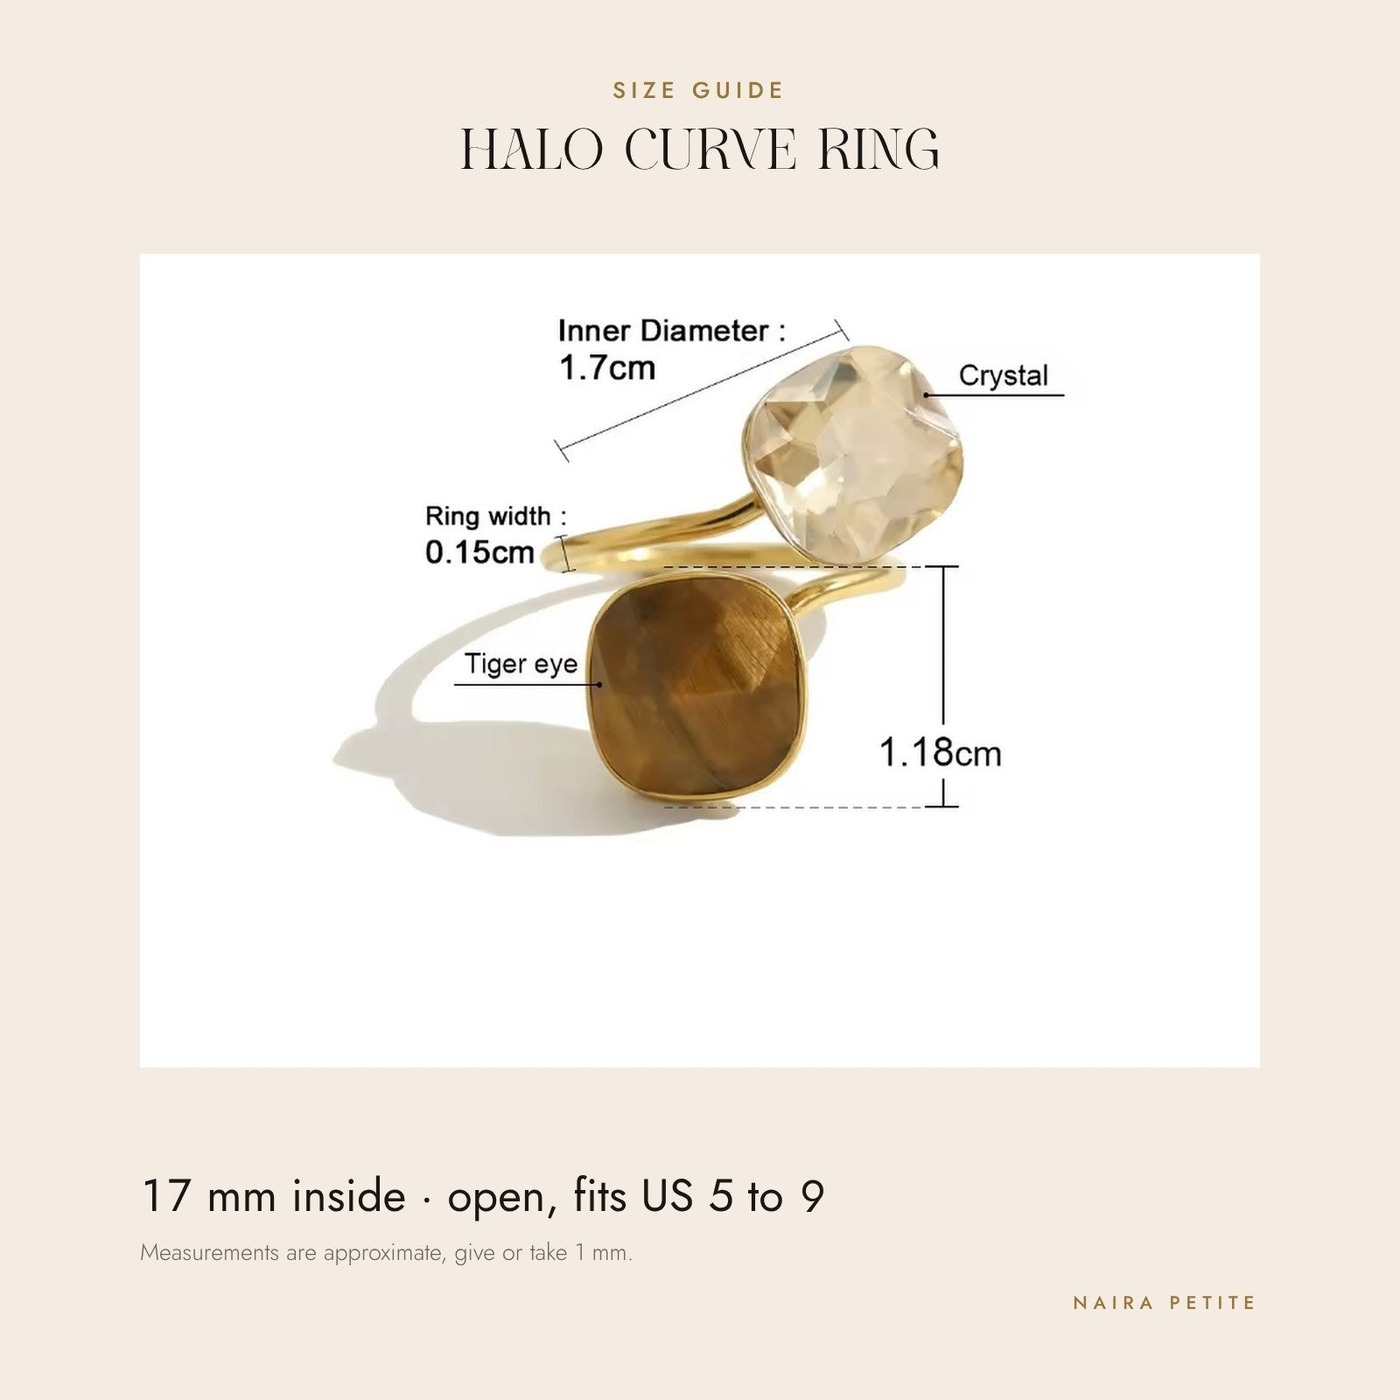 SIZE GUIDE
HALO CURVE RING
Inner Diameter :
1.7cm
Crystal
Ring width :
0.15cm
Tiger eye
1.18cm
17 mm inside · open, fits US 5 to 9
Measurements are approximate, give or take 1 mm.
NAIRA PETITE